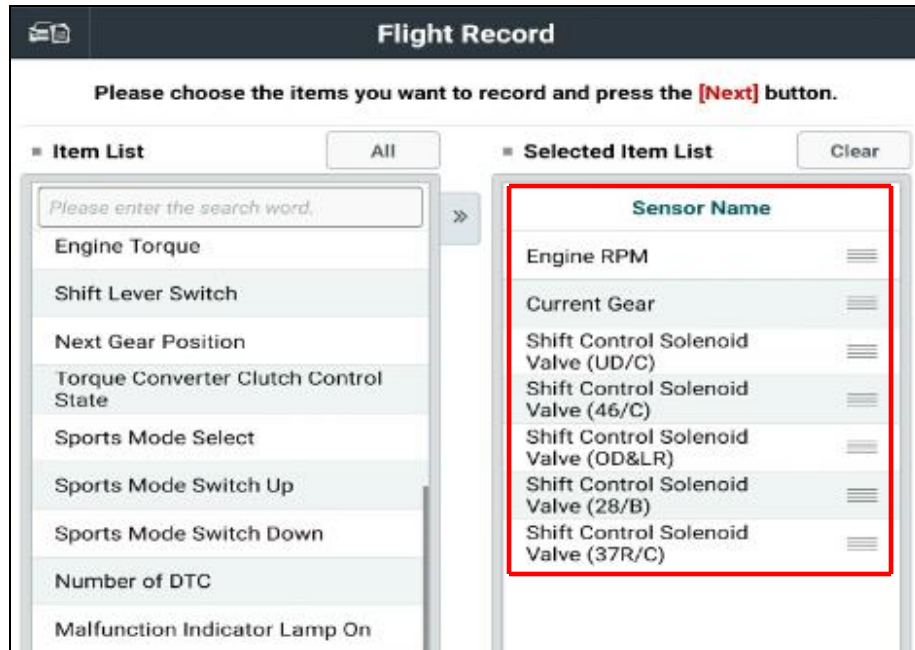 Flight Record
Please choose the items you want to record and press the [Next] button.
Item List
All
Please enter the search word.
Engine Torque
Shift Lever Switch
Next Gear Position
Torque Converter Clutch Control
State
Sports Mode Select
Sports Mode Switch Up
Sports Mode Switch Down
Number of DTC
Malfunction Indicator Lamp On
»
Selected Item List
Clear
Sensor Name
Engine RPM
Current Gear
Shift Control Solenoid
Valve (UD/C)
Shift Control Solenoid
Valve (46/C)
Shift Control Solenoid
Valve (OD&LR)
Shift Control Solenoid
Valve (28/B)
Shift Control Solenoid
Valve (37R/C)